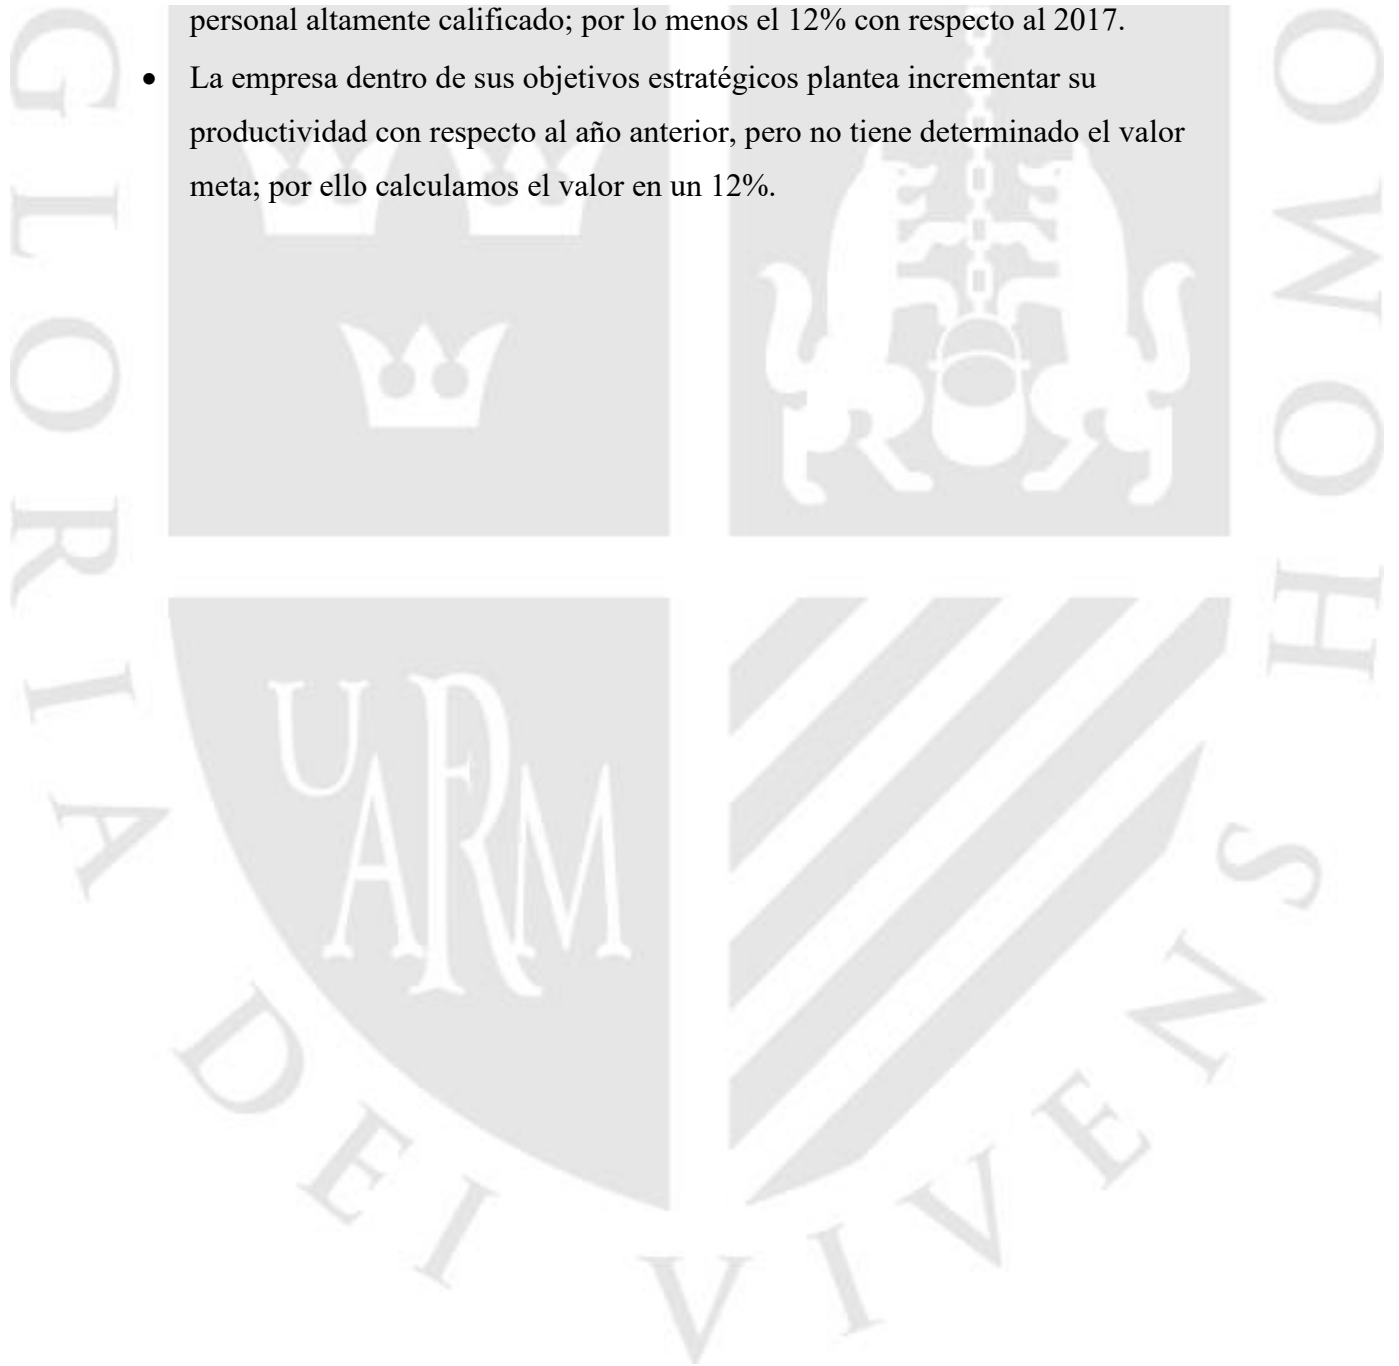 personal altamente calificado; por lo menos el 12% con respecto al 2017.
• La empresa dentro de sus objetivos estratégicos plantea incrementar su
productividad con respecto al año anterior, pero no tiene determinado el valor
meta; por ello calculamos el valor en un 12%.
UARM
GLORIA DEI VIVENS HOMO